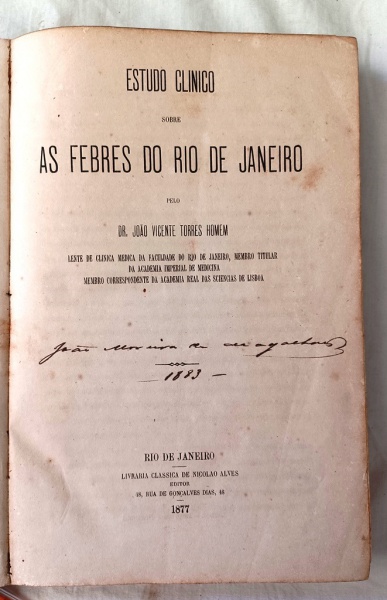 ESTUDO CLINICO
SOBRE
AS FEBRES DO RIO DE JANEIRO
PELO
DR. JOÃO VICENTE TORRES HOMEM
LENTE DE CLINICA MEDICA DA FACULDADE DO RIO DE JANEIRO, MEMBRO TITULAR
DA ACADEMIA IMPERIAL DE MEDICINA
MEMBRO CORRESPONDENTE DA ACADEMIA REAL DAS SCIENCIAS DE LISBOA
João Moreira de Magalhães
1883
RIO DE JANEIRO
LIVRARIA CLASSICA DE NICOLAO ALVES
EDITOR
48, RUA DE GONÇALVES DIAS, 48
1877